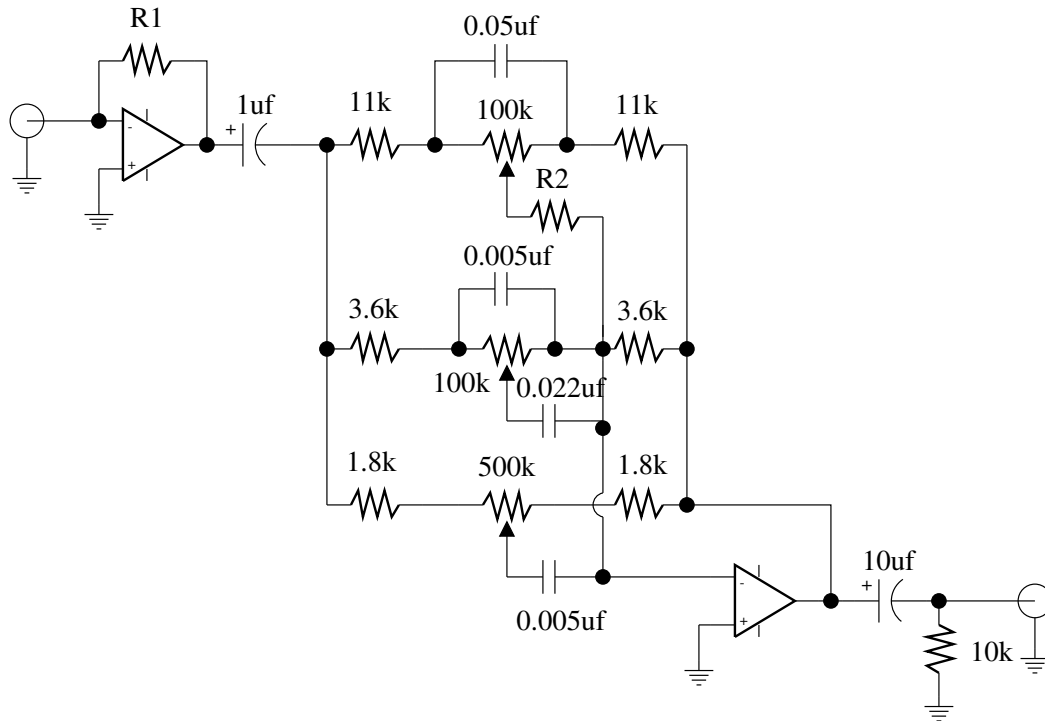 R1
0.05uf
1uf
+
11k
100k
11k
-
+
R2
0.005uf
3.6k
3.6k
100k
0.022uf
1.8k
500k
1.8k
0.005uf
-
+
10uf
+
10k